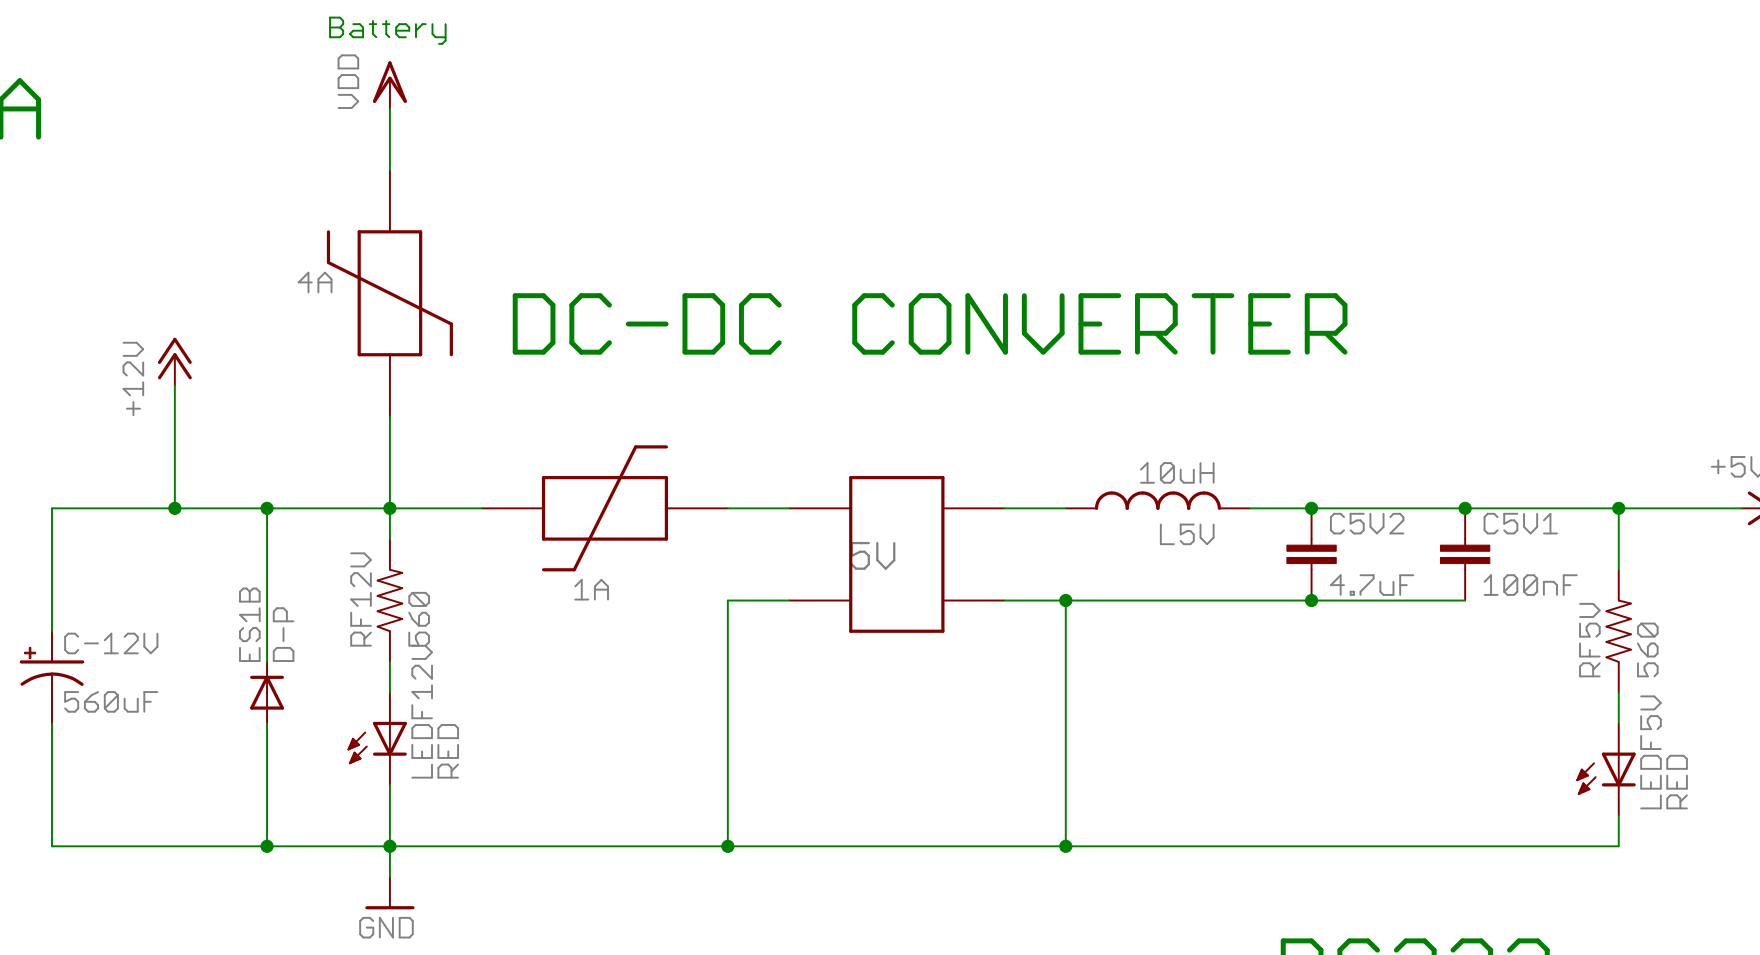 Battery
VDD
A
4A
DC-DC CONVERTER
+12V
10uH
L5V
+5V
C5V2
4.7uF
C5V1
100nF
5V
1A
RF12V
560
ES1B
D-P
C-12V
560uF
LEDF12V
RED
RF5V
560
LEDF5V
RED
GND